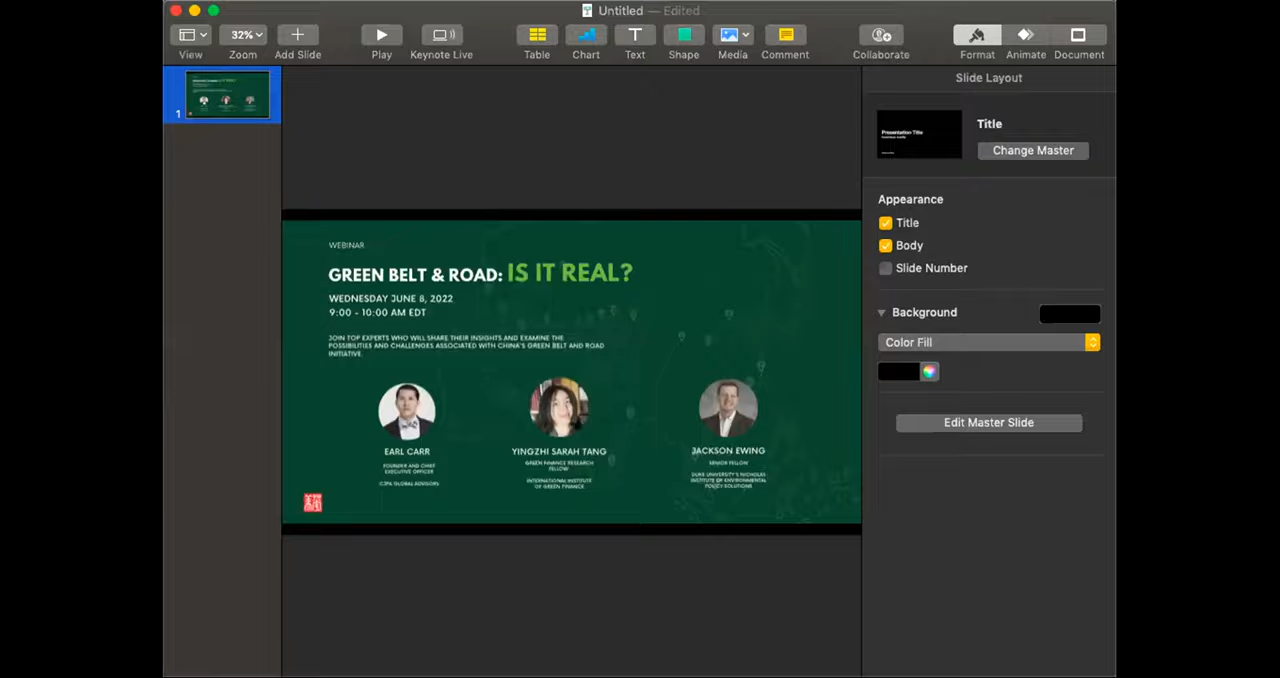 Untitled — Edited
View
32%
Zoom
Add Slide
Play
Keynote Live
Table
Chart
Text
Shape
Media
Comment
Collaborate
Format
Animate
Document
1
Slide Layout
Presentation Title
Title
Change Master
Appearance
Title
Body
Slide Number
Background
Color Fill
Edit Master Slide
WEBINAR
GREEN BELT & ROAD: IS IT REAL?
WEDNESDAY JUNE 8, 2022
9:00 - 10:00 AM EDT
JOIN TOP EXPERTS WHO WILL SHARE THEIR INSIGHTS AND EXAMINE THE
POSSIBILITIES AND CHALLENGES ASSOCIATED WITH CHINA'S GREEN BELT AND ROAD
INITIATIVE.
EARL CARR
FOUNDER AND CHIEF
EXECUTIVE OFFICER
CJPA GLOBAL ADVISORS
YINGZHI SARAH TANG
GREEN FINANCE RESEARCH
FELLOW
INTERNATIONAL INSTITUTE
OF GREEN FINANCE
JACKSON EWING
SENIOR FELLOW
DUKE UNIVERSITY'S NICHOLAS
INSTITUTE OF ENVIRONMENTAL
POLICY SOLUTIONS